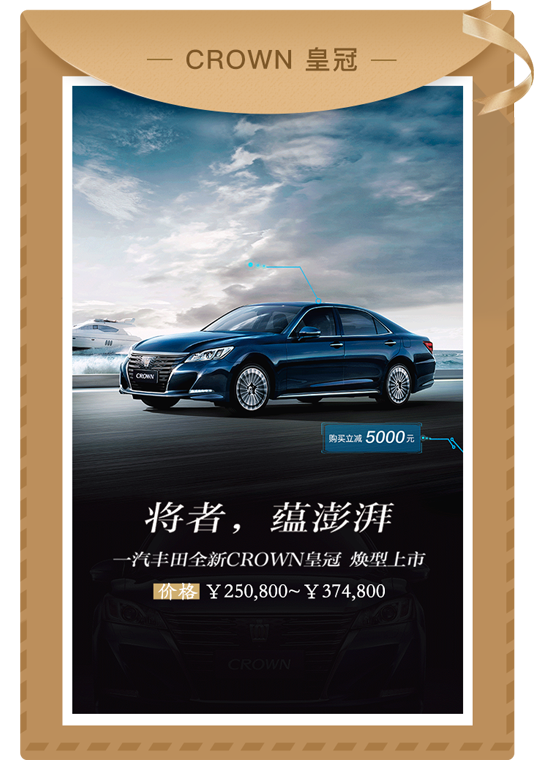 CROWN 皇冠
CROWN
购买立减 5000元
将者，蕴澎湃
一汽丰田全新CROWN皇冠 焕型上市
价格 ￥250,800~￥374,800
CROWN